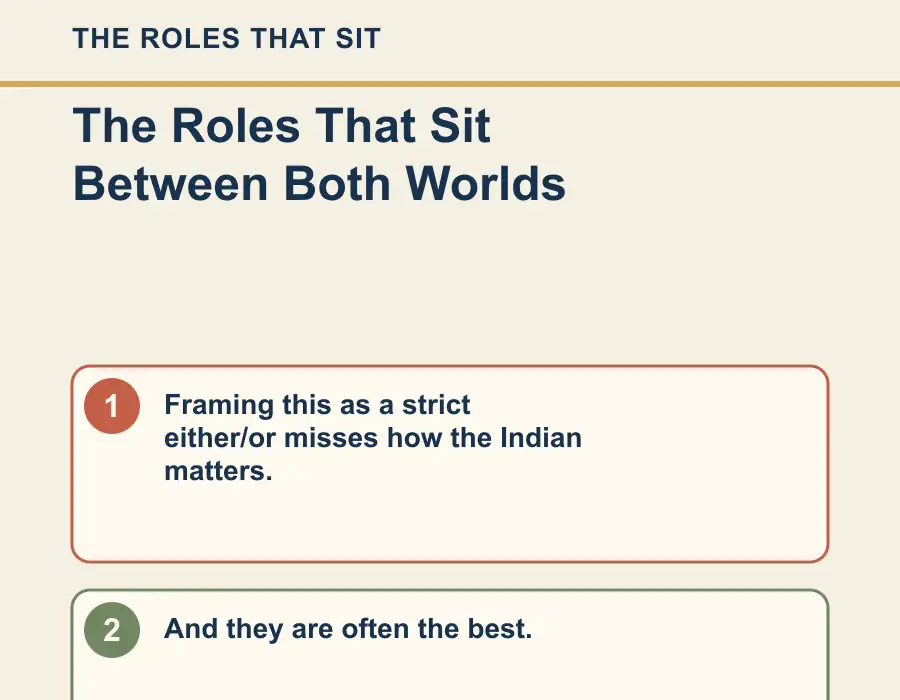 THE ROLES THAT SIT
The Roles That Sit
Between Both Worlds
1
Framing this as a strict
either/or misses how the Indian
matters.
2
And they are often the best.